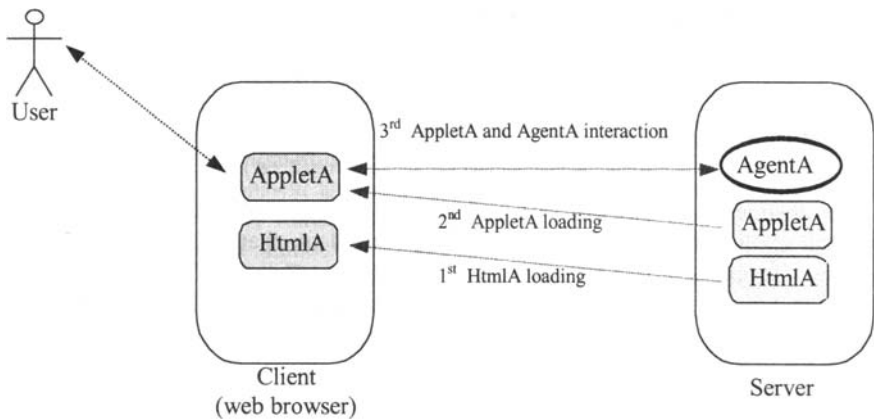 User
3rd AppletA and AgentA interaction
AppletA
AgentA
2nd AppletA loading
AppletA
HtmlA
1st HtmlA loading
HtmlA
Client
(web browser)
Server